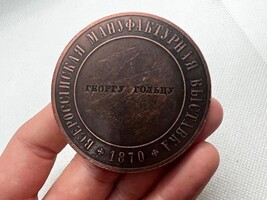 ВСЕРОССІЙСКАЯ МАНУФАКТУРНАЯ ВЫСТАВКА
ГЕОРГУ ГОЛЬЦУ
1870